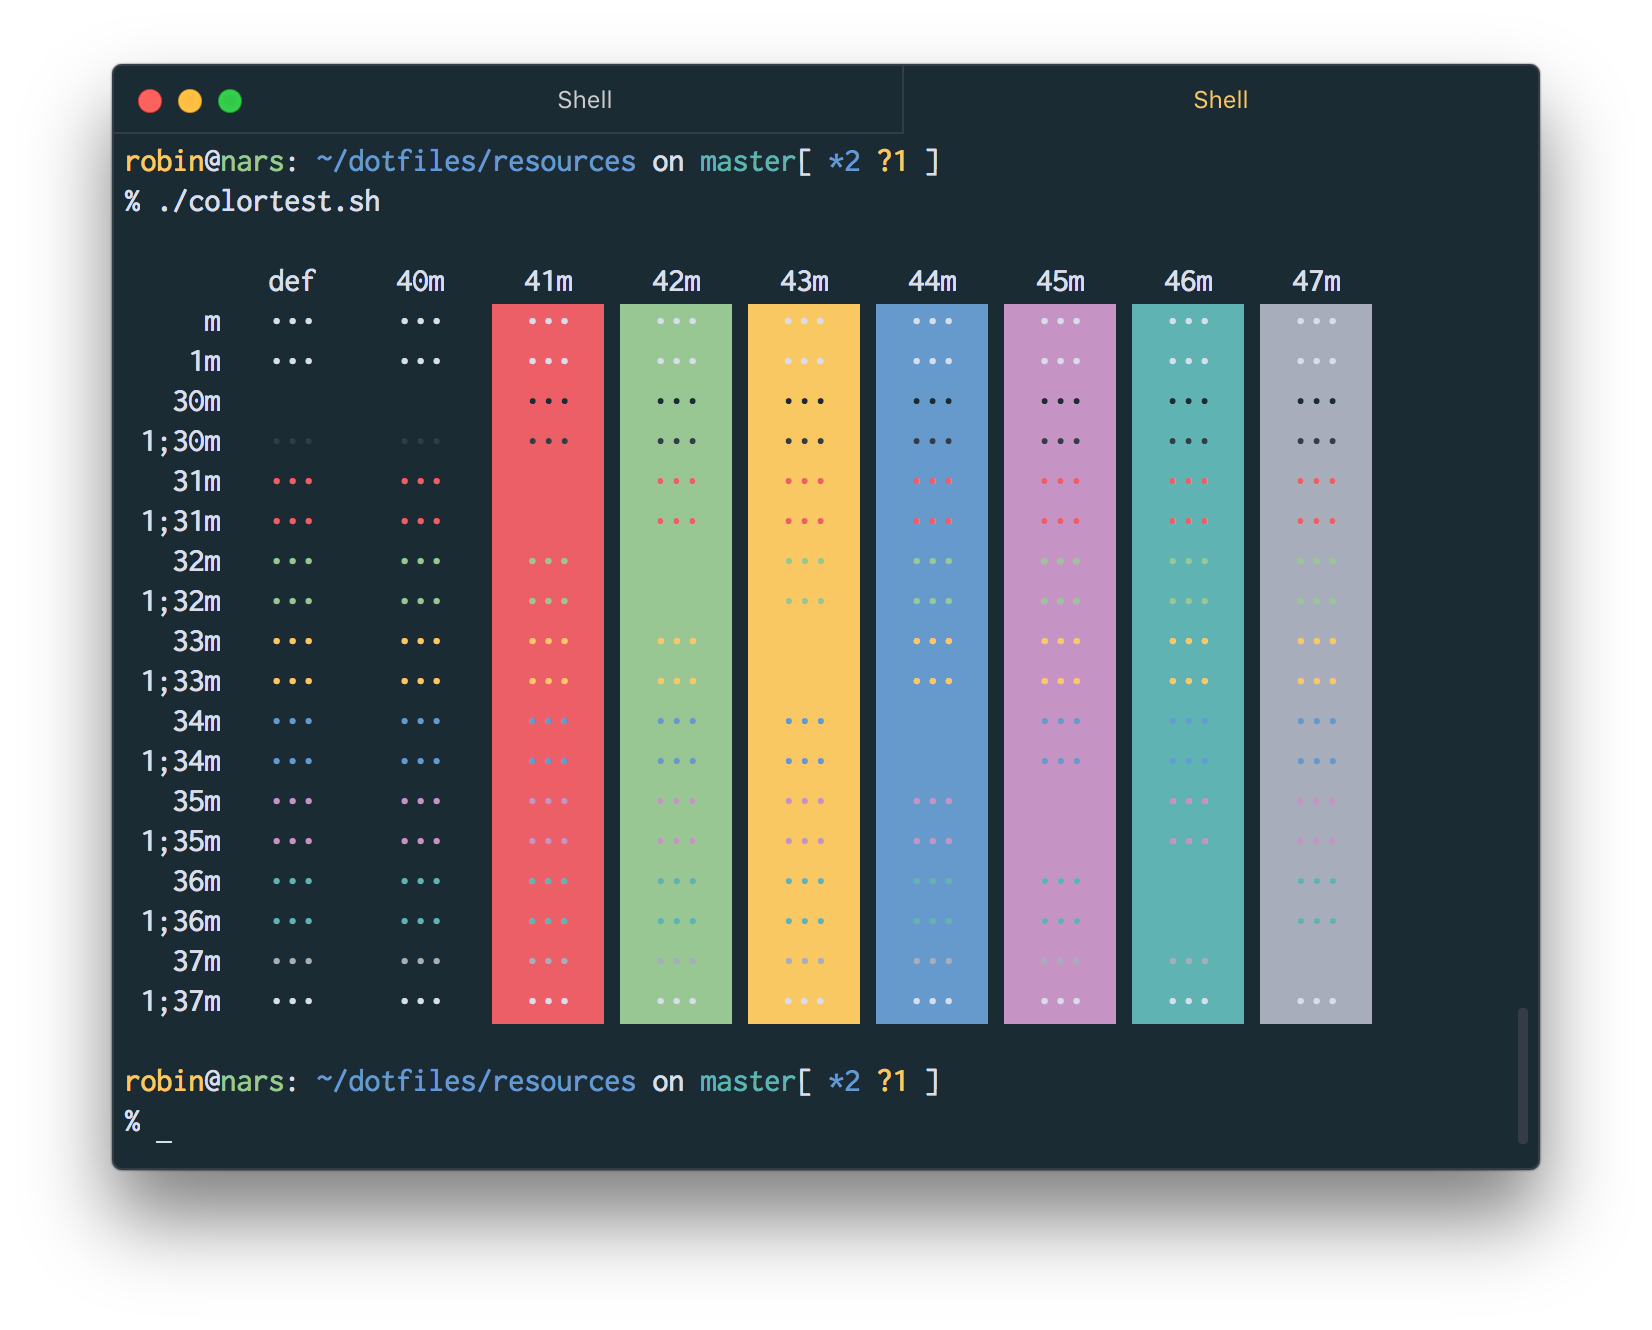 Shell Shell
robin@nars: ~/dotfiles/resources on master[ *2 ?1 ]
% ./colortest.sh
def 40m 41m 42m 43m 44m 45m 46m 47m
m ••• ••• ••• ••• ••• ••• ••• ••• •••
1m ••• ••• ••• ••• ••• ••• ••• ••• •••
30m ••• ••• ••• ••• ••• ••• •••
1;30m ••• ••• ••• ••• ••• ••• ••• ••• •••
31m ••• ••• ••• ••• ••• ••• ••• •••
1;31m ••• ••• ••• ••• ••• ••• ••• •••
32m ••• ••• ••• ••• ••• ••• ••• •••
1;32m ••• ••• ••• ••• ••• ••• ••• •••
33m ••• ••• ••• ••• ••• ••• ••• •••
1;33m ••• ••• ••• ••• ••• ••• ••• •••
34m ••• ••• ••• ••• ••• ••• ••• •••
1;34m ••• ••• ••• ••• ••• ••• ••• •••
35m ••• ••• ••• ••• ••• ••• ••• •••
1;35m ••• ••• ••• ••• ••• ••• ••• •••
36m ••• ••• ••• ••• ••• ••• ••• •••
1;36m ••• ••• ••• ••• ••• ••• ••• •••
37m ••• ••• ••• ••• ••• ••• ••• •••
1;37m ••• ••• ••• ••• ••• ••• ••• ••• •••
robin@nars: ~/dotfiles/resources on master[ *2 ?1 ]
% _